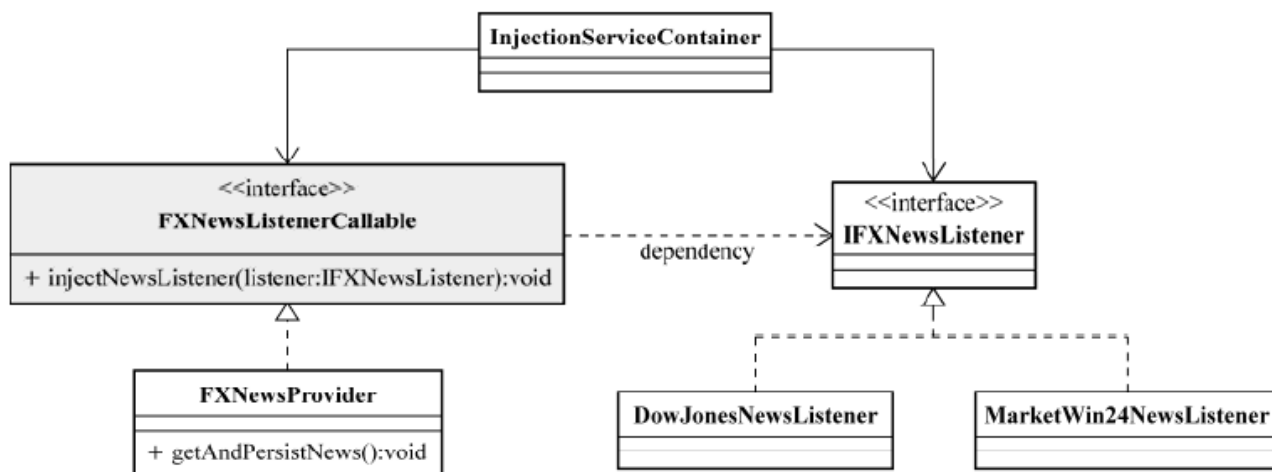 InjectionServiceContainer
<<interface>>
FXNewsListenerCallable
+ injectNewsListener(listener:IFXNewsListener):void
dependency
<<interface>>
IFXNewsListener
FXNewsProvider
+ getAndPersistNews():void
DowJonesNewsListener
MarketWin24NewsListener